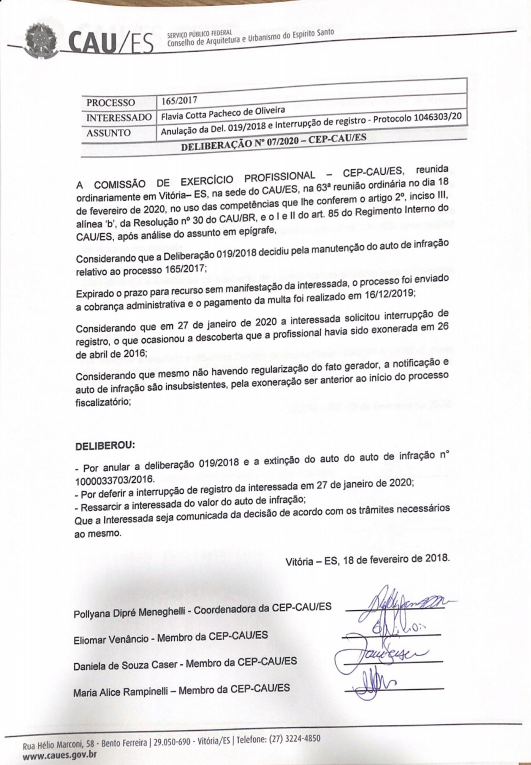 CAU/ES
SERVIÇO PÚBLICO FEDERAL
Conselho de Arquitetura e Urbanismo do Espírito Santo
PROCESSO 165/2017
INTERESSADO Flavia Cotta Pacheco de Oliveira
ASSUNTO Anulação da Del. 019/2018 e Interrupção de registro - Protocolo 1046303/20
DELIBERAÇÃO Nº 07/2020 – CEP-CAU/ES
A COMISSÃO DE EXERCÍCIO PROFISSIONAL – CEP-CAU/ES, reunida
ordinariamente em Vitória– ES, na sede do CAU/ES, na 63ª reunião ordinária no dia 18
de fevereiro de 2020, no uso das competências que lhe conferem o artigo 2º, inciso III,
alínea 'b', da Resolução nº 30 do CAU/BR, e o I e II do art. 85 do Regimento Interno do
CAU/ES, após análise do assunto em epígrafe,
Considerando que a Deliberação 019/2018 decidiu pela manutenção do auto de infração
relativo ao processo 165/2017;
Expirado o prazo para recurso sem manifestação da interessada, o processo foi enviado
a cobrança administrativa e o pagamento da multa foi realizado em 16/12/2019;
Considerando que em 27 de janeiro de 2020 a interessada solicitou interrupção de
registro, o que ocasionou a descoberta que a profissional havia sido exonerada em 26
de abril de 2016;
Considerando que mesmo não havendo regularização do fato gerador, a notificação e
auto de infração são insubsistentes, pela exoneração ser anterior ao início do processo
fiscalizatório;
DELIBEROU:
- Por anular a deliberação 019/2018 e a extinção do auto do auto de infração n°
1000033703/2016.
- Por deferir a interrupção de registro da interessada em 27 de janeiro de 2020;
- Ressarcir a interessada do valor do auto de infração;
Que a Interessada seja comunicada da decisão de acordo com os trâmites necessários
ao mesmo.
Vitória – ES, 18 de fevereiro de 2018.
Pollyana Dipré Meneghelli - Coordenadora da CEP-CAU/ES
Eliomar Venâncio - Membro da CEP-CAU/ES
Daniela de Souza Caser - Membro da CEP-CAU/ES
Maria Alice Rampinelli – Membro da CEP-CAU/ES
Rua Hélio Marconi, 58 - Bento Ferreira | 29.050-690 - Vitória/ES | Telefone: (27) 3224-4850
www.caues.gov.br